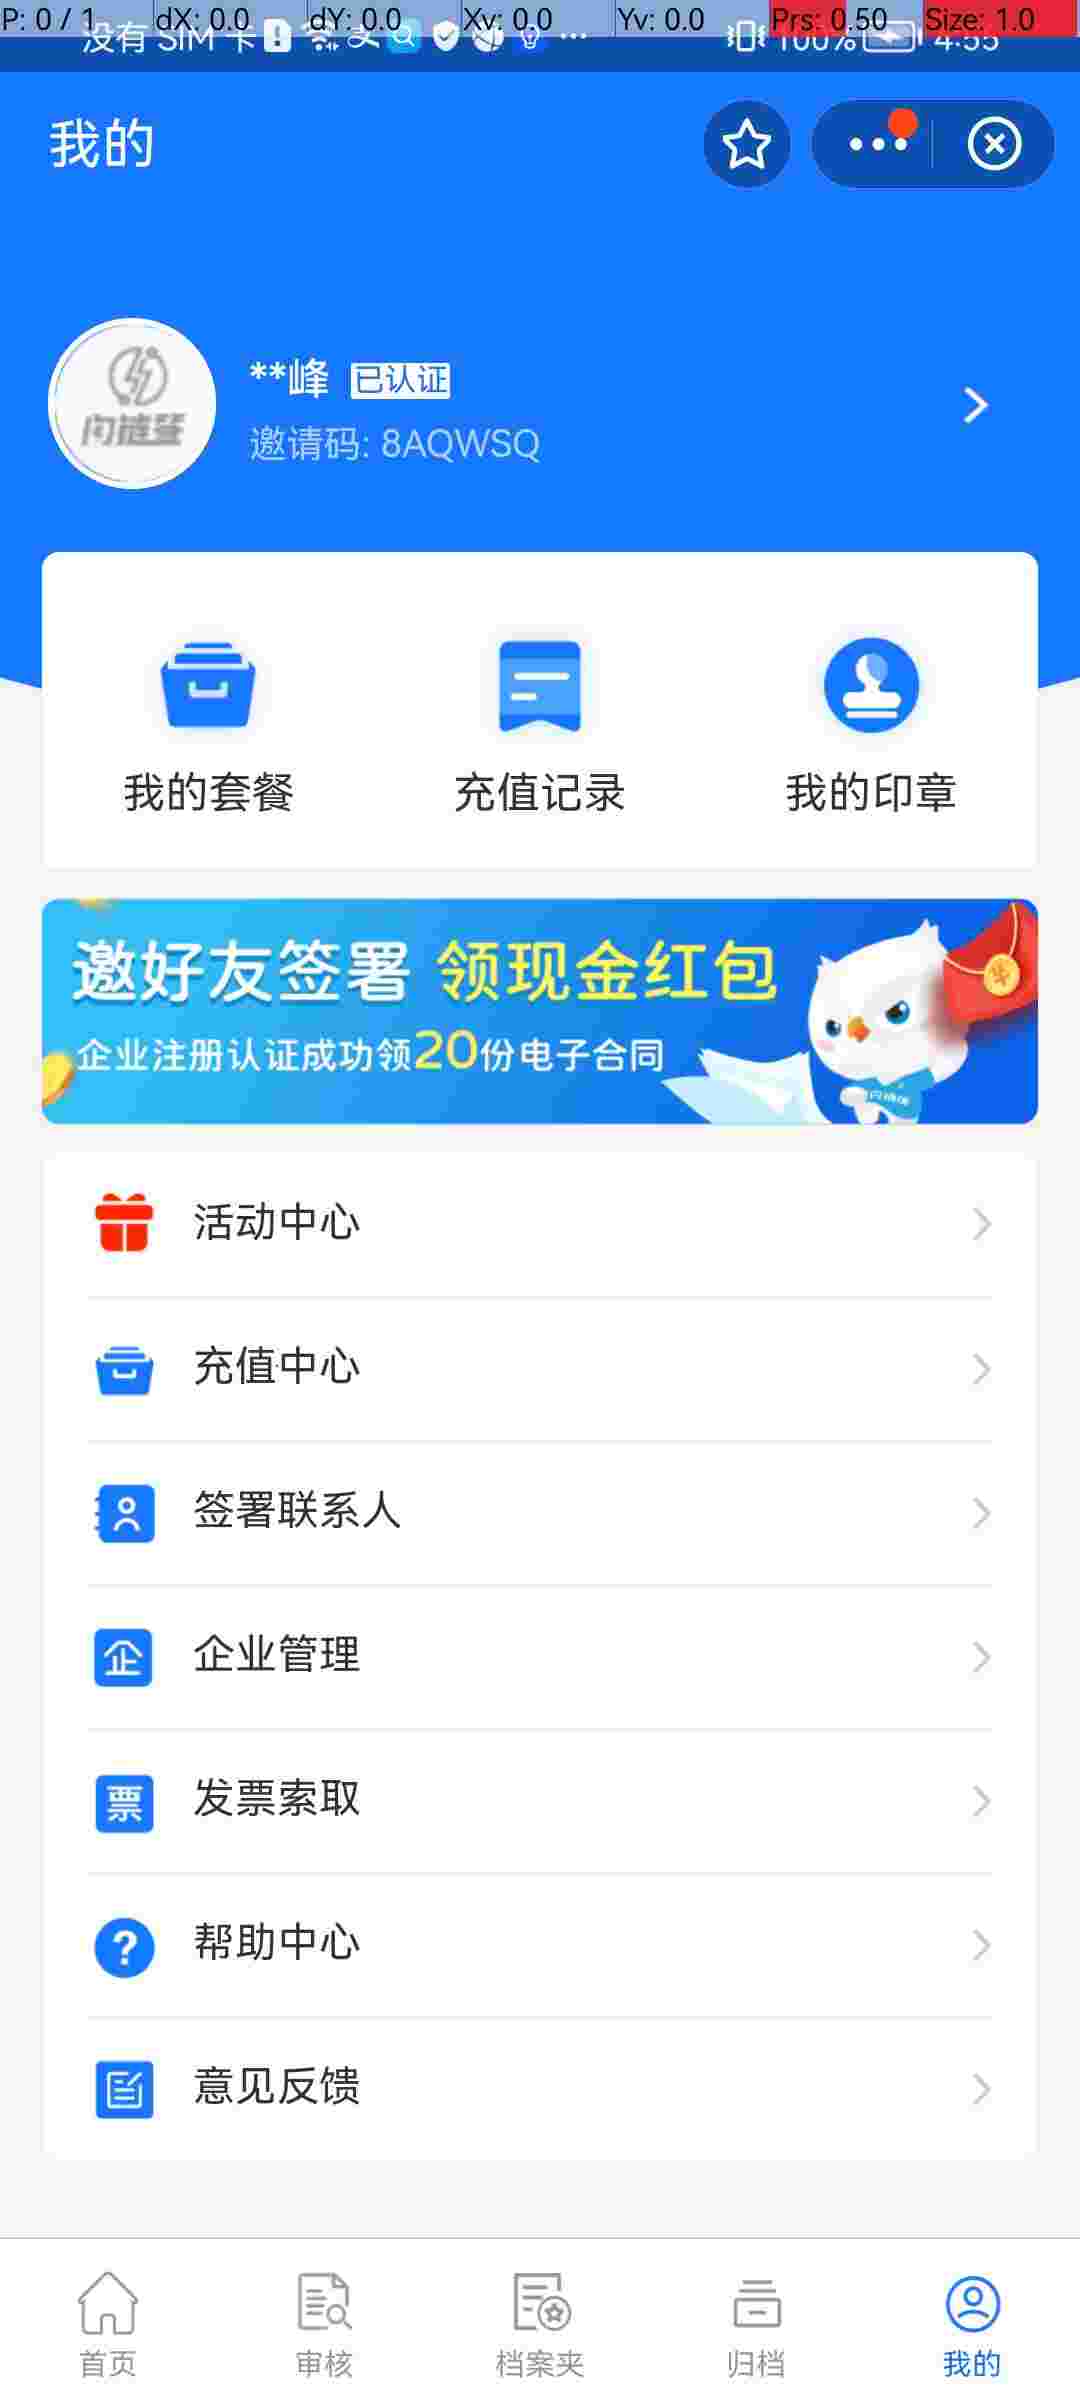 P: 0 / 1 dX: 0.0 dY: 0.0 Xv: 0.0 Yv: 0.0 Prs: 0.50 Size: 1.0
没有 SIM 卡 100% 4:55
我的
**峰 已认证
邀请码: 8AQWSQ
我的套餐 充值记录 我的印章
邀好友签署 领现金红包
企业注册认证成功领20份电子合同
活动中心
充值中心
签署联系人
企业管理
发票索取
帮助中心
意见反馈
首页 审核 档案夹 归档 我的